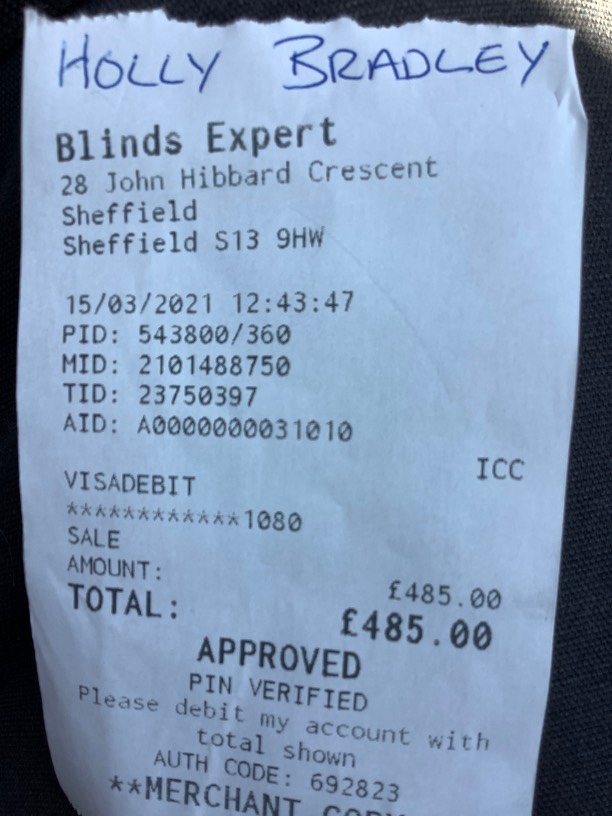 HOLLY BRADLEY
Blinds Expert
28 John Hibbard Crescent
Sheffield
Sheffield S13 9HW
15/03/2021 12:43:47
PID: 543800/360
MID: 2101488750
TID: 23750397
AID: A0000000031010
ICC
VISADEBIT
************1080
SALE
AMOUNT: £485.00
TOTAL: £485.00
APPROVED
PIN VERIFIED
Please debit my account with
total shown
AUTH CODE: 692823
**MERCHANT COPY